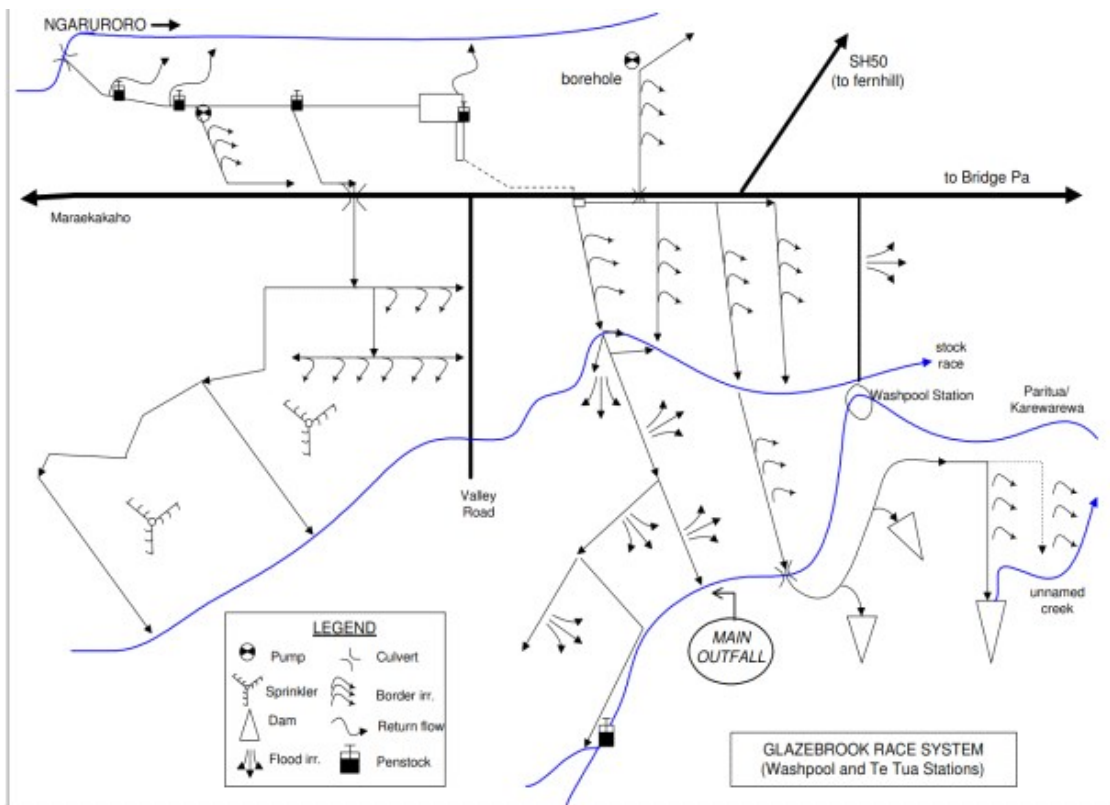 NGARURORO
borehole
SH50
(to fernhill)
to Bridge Pa
Maraekakaho
stock
race
Washpool Station
Paritua/
Karewarewa
Valley
Road
unnamed
creek
MAIN
OUTFALL
LEGEND
Pump
Culvert
Sprinkler
Border irr.
Dam
Return flow
Flood irr.
Penstock
GLAZEBROOK RACE SYSTEM
(Washpool and Te Tua Stations)